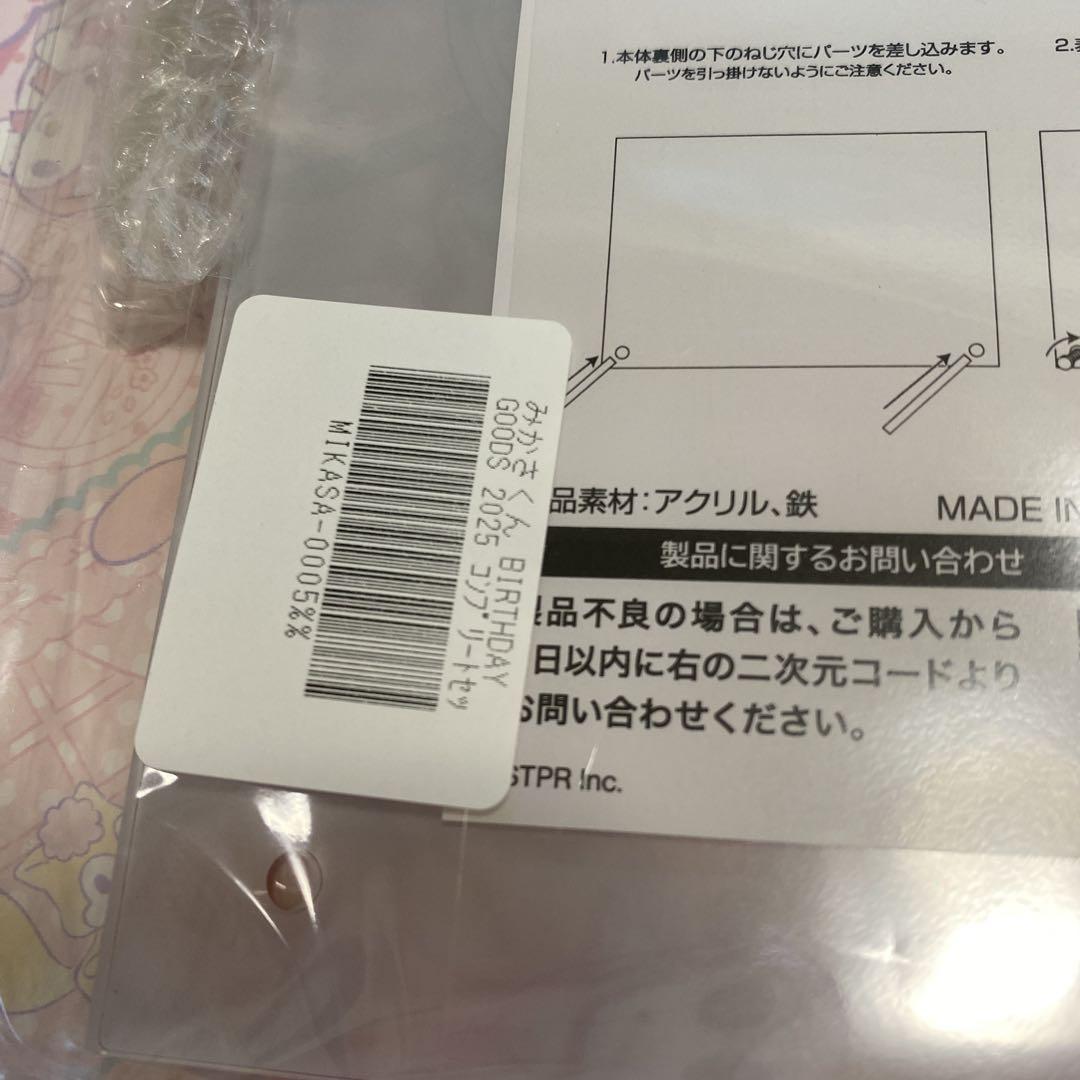 1.本体裏側の下のねじ穴にパーツを差し込みます。
パーツを引っ掛けないようにご注意ください。
2.
みかさくん BIRTHDAY
GOODS 2025 コンプリートセッ
MIKASA-0005%%
品素材:アクリル、鉄
MADE IN
製品に関するお問い合わせ
品不良の場合は、ご購入から
日以内に右の二次元コードより
お問い合わせください。
STPR Inc.